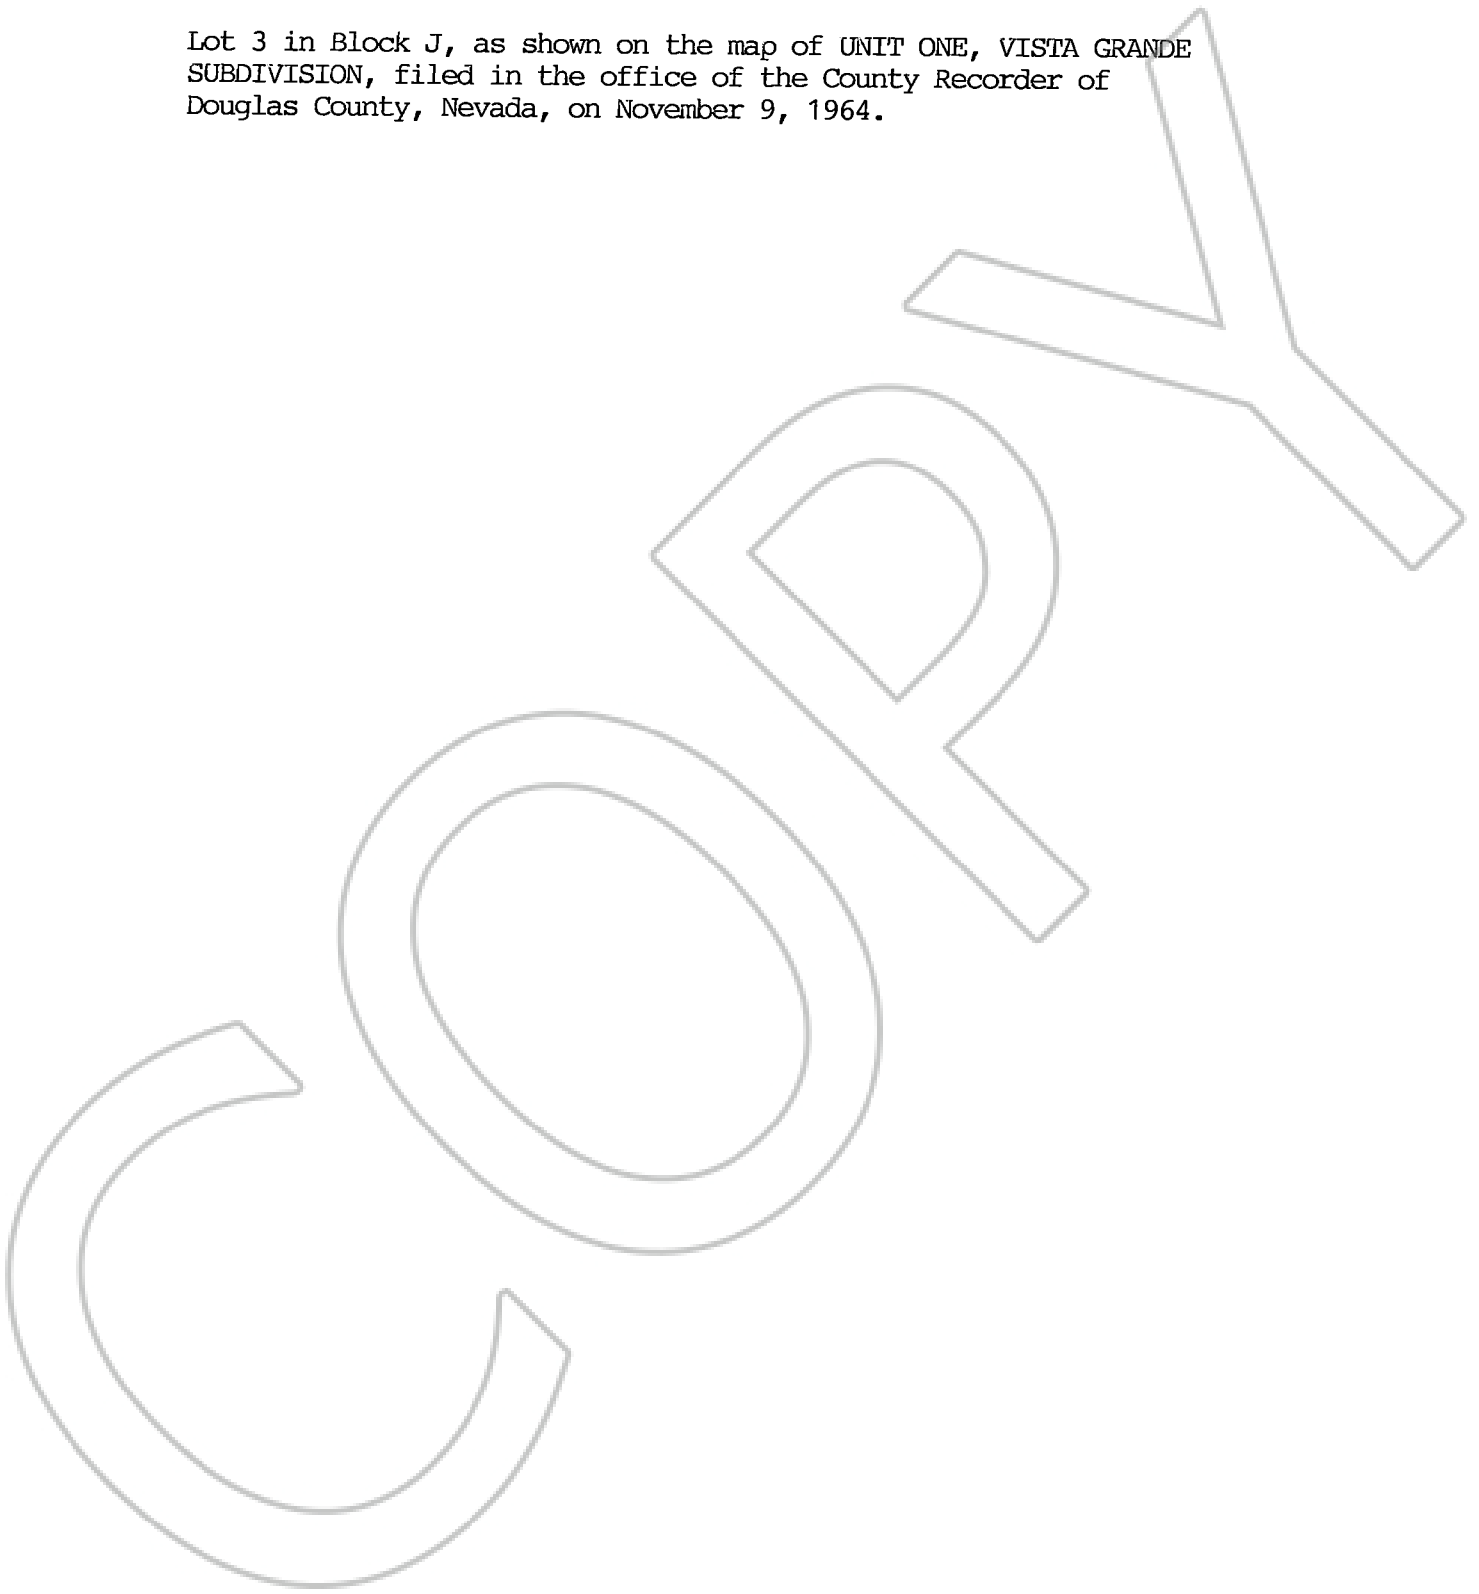 Lot 3 in Block J, as shown on the map of UNIT ONE, VISTA GRANDE
SUBDIVISION, filed in the office of the County Recorder of
Douglas County, Nevada, on November 9, 1964.
COPY